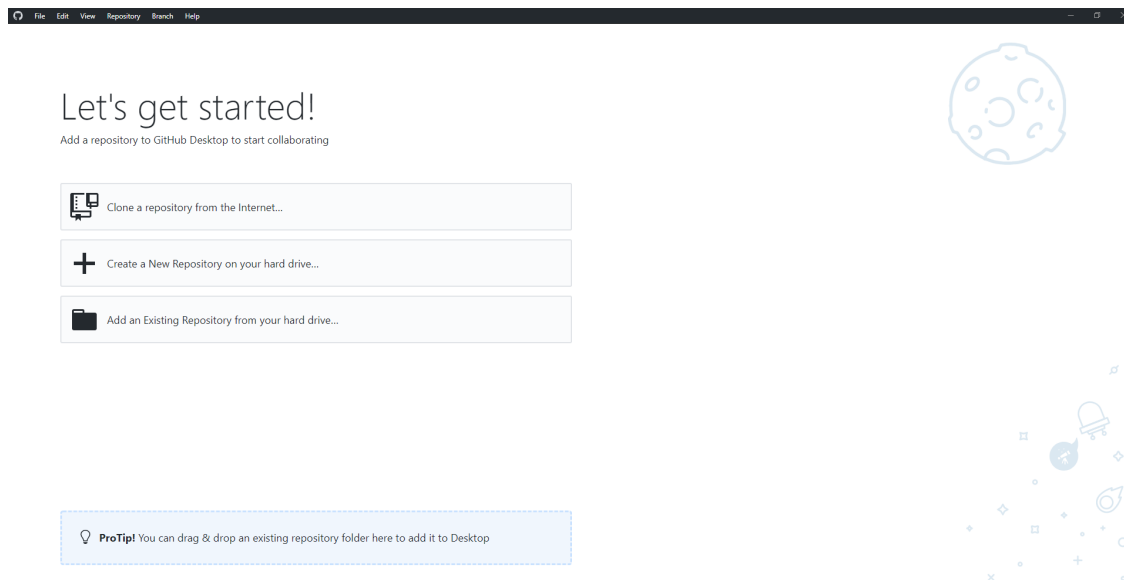 File Edit View Repository Branch Help
Let's get started!
Add a repository to GitHub Desktop to start collaborating
Clone a repository from the Internet...
Create a New Repository on your hard drive...
Add an Existing Repository from your hard drive...
ProTip! You can drag & drop an existing repository folder here to add it to Desktop